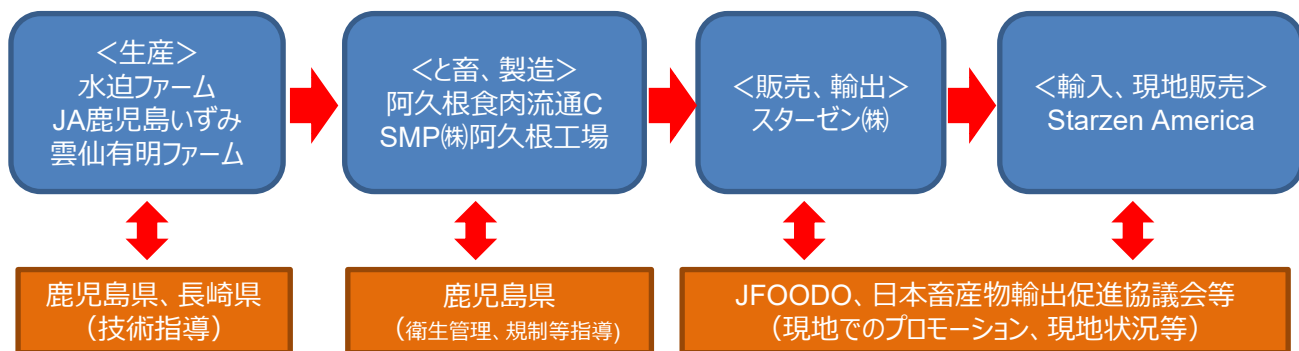 <生産>
水迫ファーム
JA鹿児島いずみ
雲仙有明ファーム
<と畜、製造>
阿久根食肉流通C
SMP㈱阿久根工場
<販売、輸出>
スターゼン㈱
<輸入、現地販売>
Starzen America
鹿児島県、長崎県
（技術指導）
鹿児島県
（衛生管理、規制等指導)
JFOODO、日本畜産物輸出促進協議会等
（現地でのプロモーション、現地状況等）